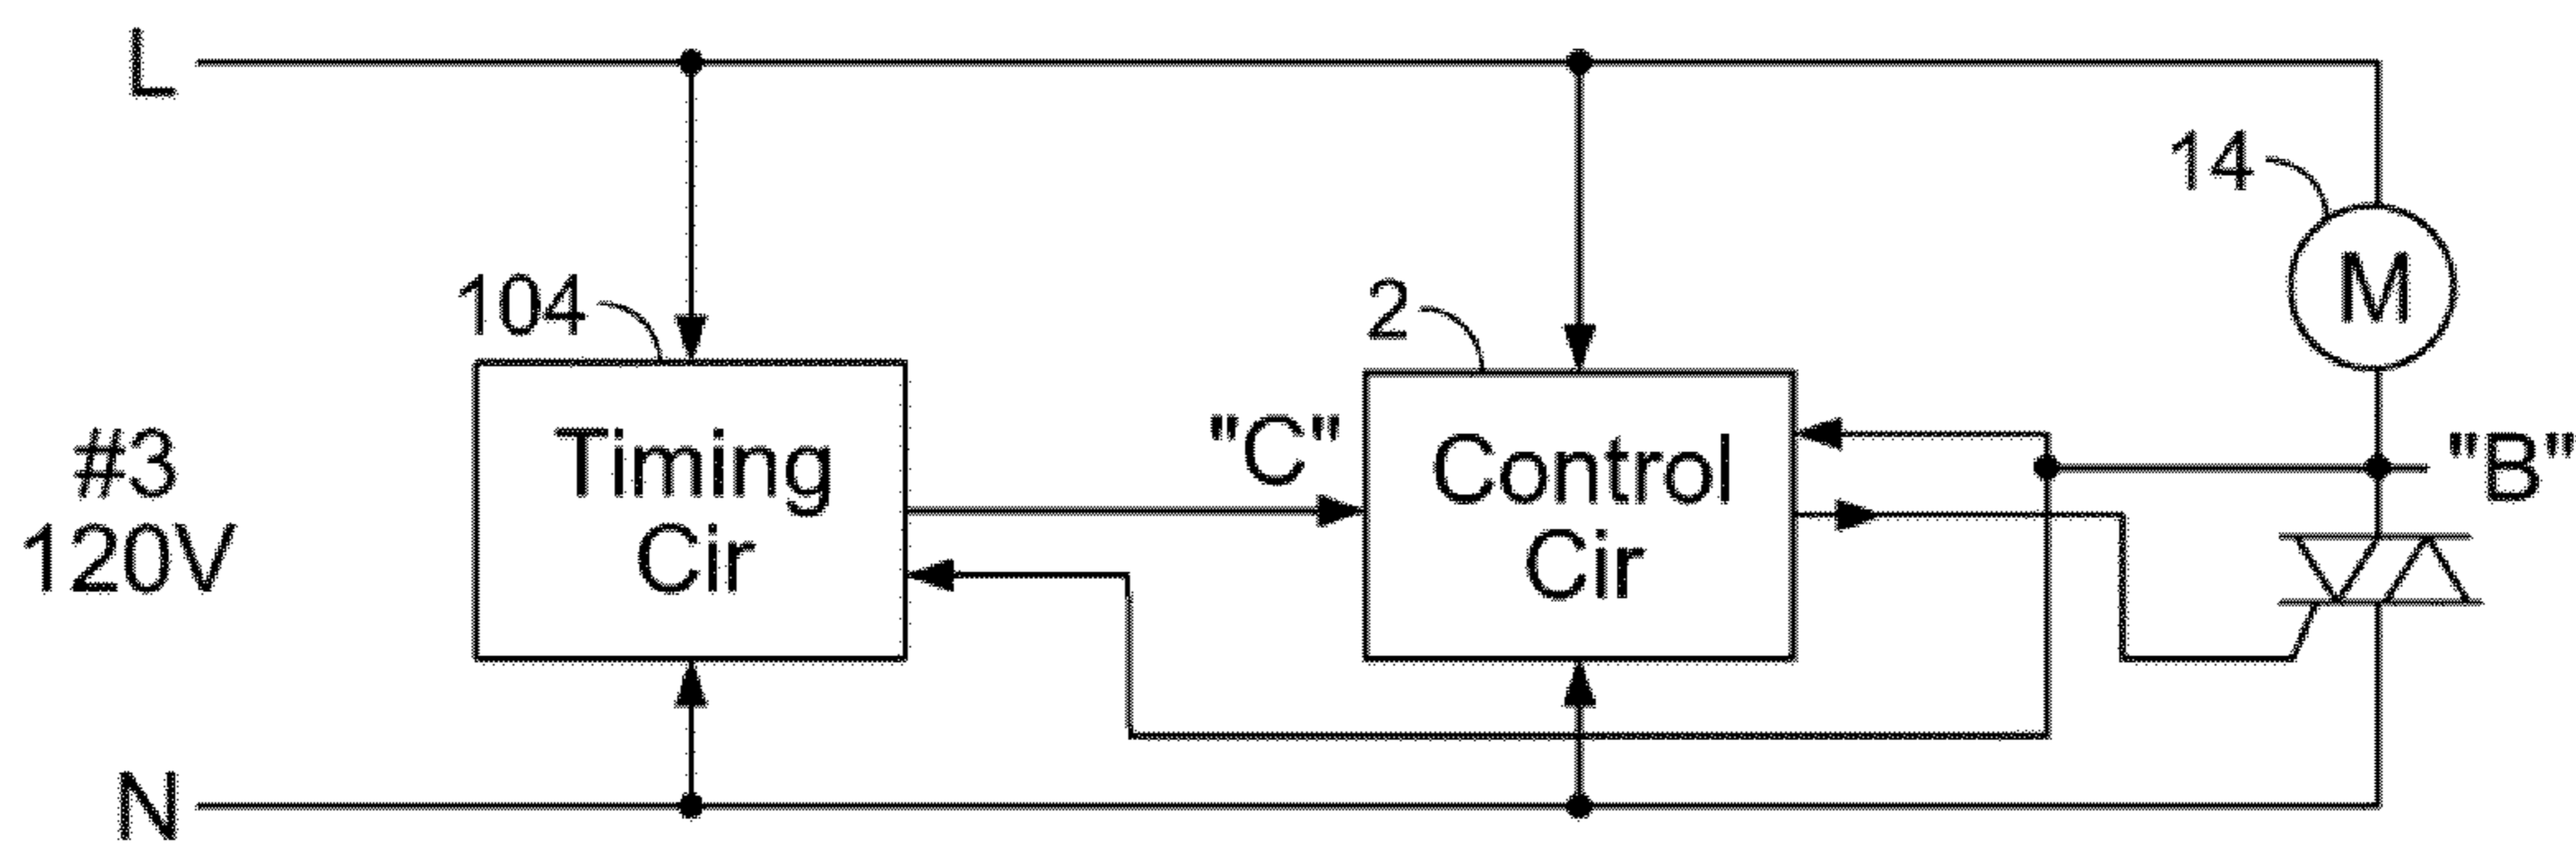 L
14
M
104
2
#3
120V
Timing
Cir
"C"
Control
Cir
"B"
N